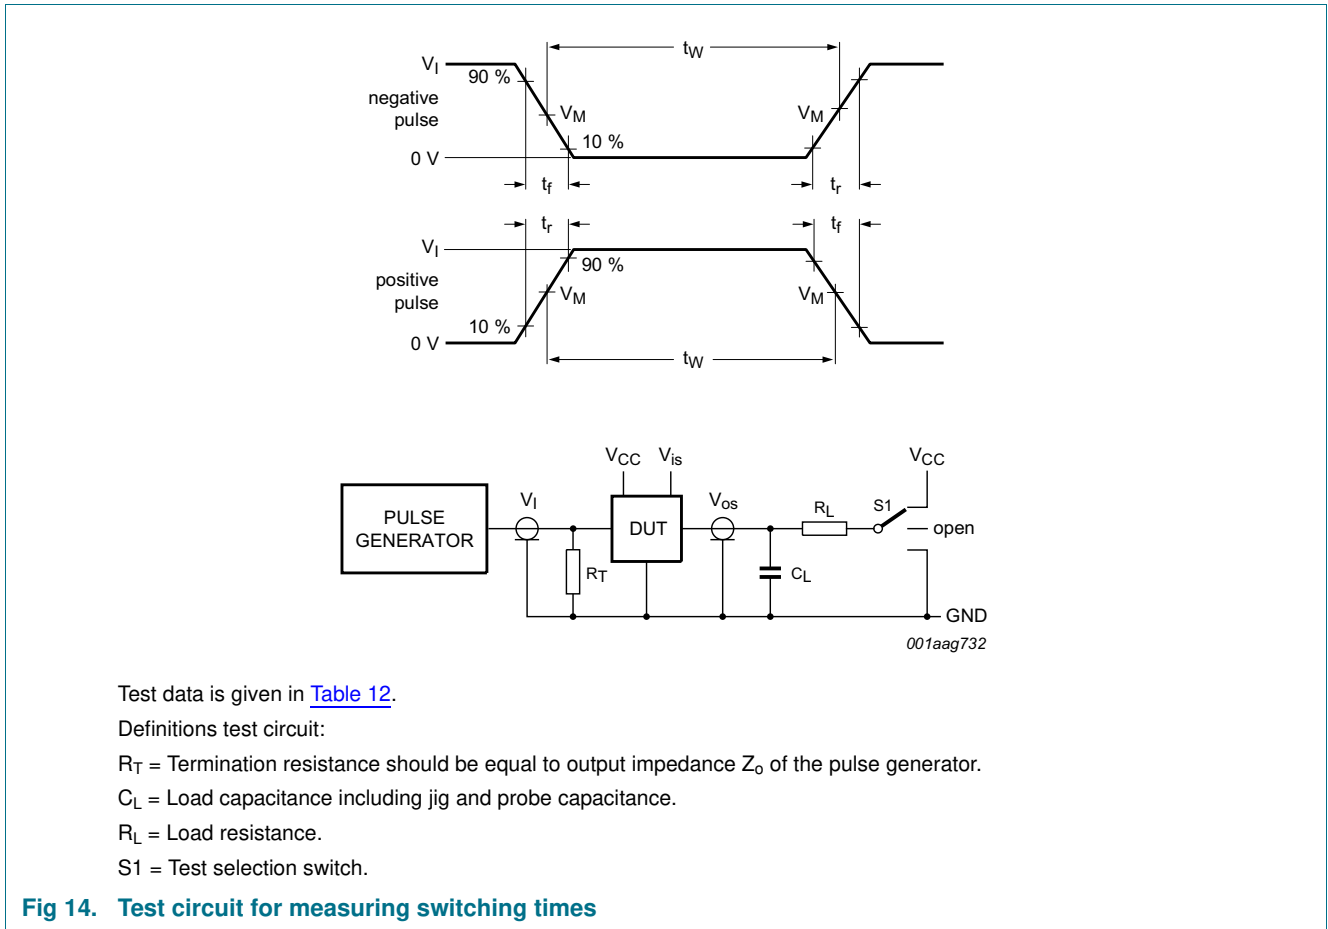 tW
VI
90 %
negative
pulse
VM
VM
10 %
0 V
tf
tr
tr
tf
VI
90 %
positive
pulse
VM
VM
10 %
0 V
tW
VCC
Vis
VCC
PULSE
GENERATOR
VI
DUT
Vos
RL
S1
open
RT
CL
GND
001aag732
Test data is given in Table 12.
Definitions test circuit:
RT = Termination resistance should be equal to output impedance Zo of the pulse generator.
CL = Load capacitance including jig and probe capacitance.
RL = Load resistance.
S1 = Test selection switch.
Fig 14. Test circuit for measuring switching times